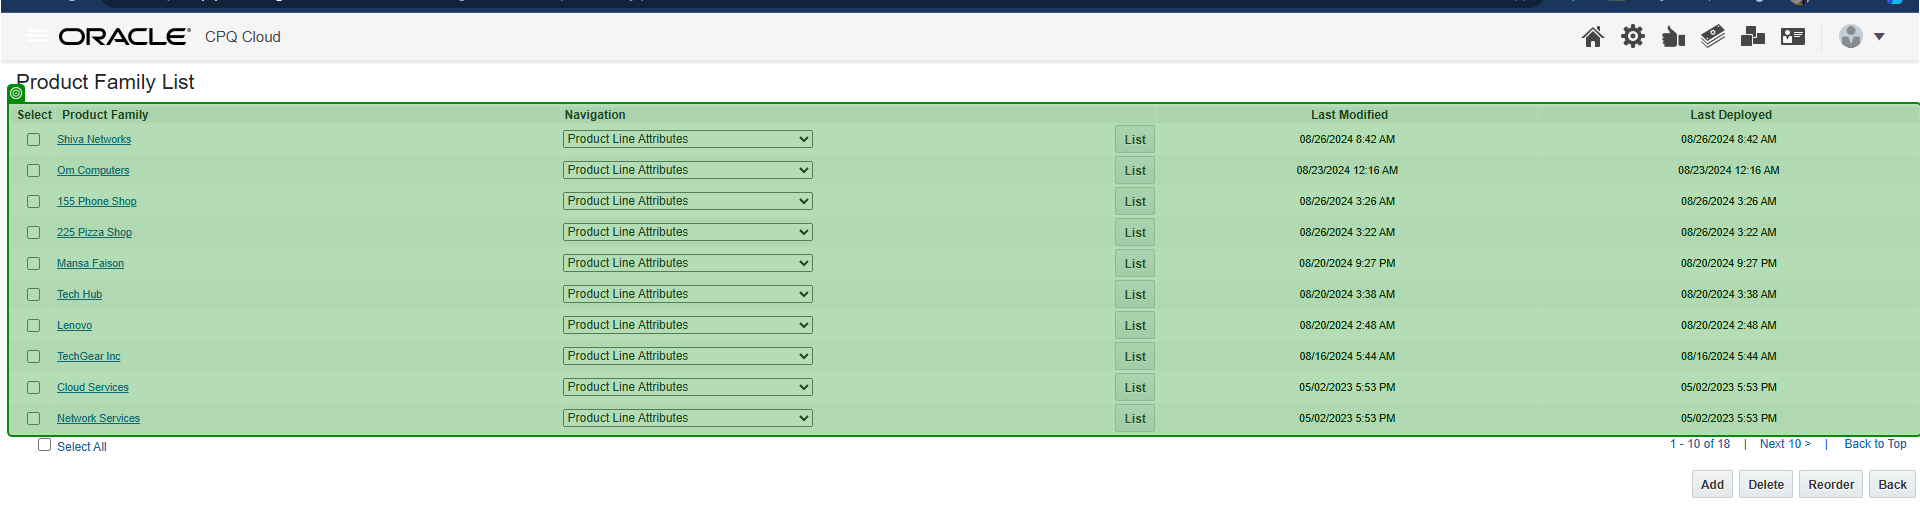 ORACLE CPQ Cloud
Product Family List
Select Product Family Navigation Last Modified Last Deployed
Shiva Networks Product Line Attributes List 08/26/2024 8:42 AM 08/26/2024 8:42 AM
Om Computers Product Line Attributes List 08/23/2024 12:16 AM 08/23/2024 12:16 AM
155 Phone Shop Product Line Attributes List 08/26/2024 3:26 AM 08/26/2024 3:26 AM
225 Pizza Shop Product Line Attributes List 08/26/2024 3:22 AM 08/26/2024 3:22 AM
Mansa Faison Product Line Attributes List 08/20/2024 9:27 PM 08/20/2024 9:27 PM
Tech Hub Product Line Attributes List 08/20/2024 3:38 AM 08/20/2024 3:38 AM
Lenovo Product Line Attributes List 08/20/2024 2:48 AM 08/20/2024 2:48 AM
TechGear Inc Product Line Attributes List 08/16/2024 5:44 AM 08/16/2024 5:44 AM
Cloud Services Product Line Attributes List 05/02/2023 5:53 PM 05/02/2023 5:53 PM
Network Services Product Line Attributes List 05/02/2023 5:53 PM 05/02/2023 5:53 PM
Select All 1 - 10 of 18 | Next 10 > | Back to Top
Add Delete Reorder Back